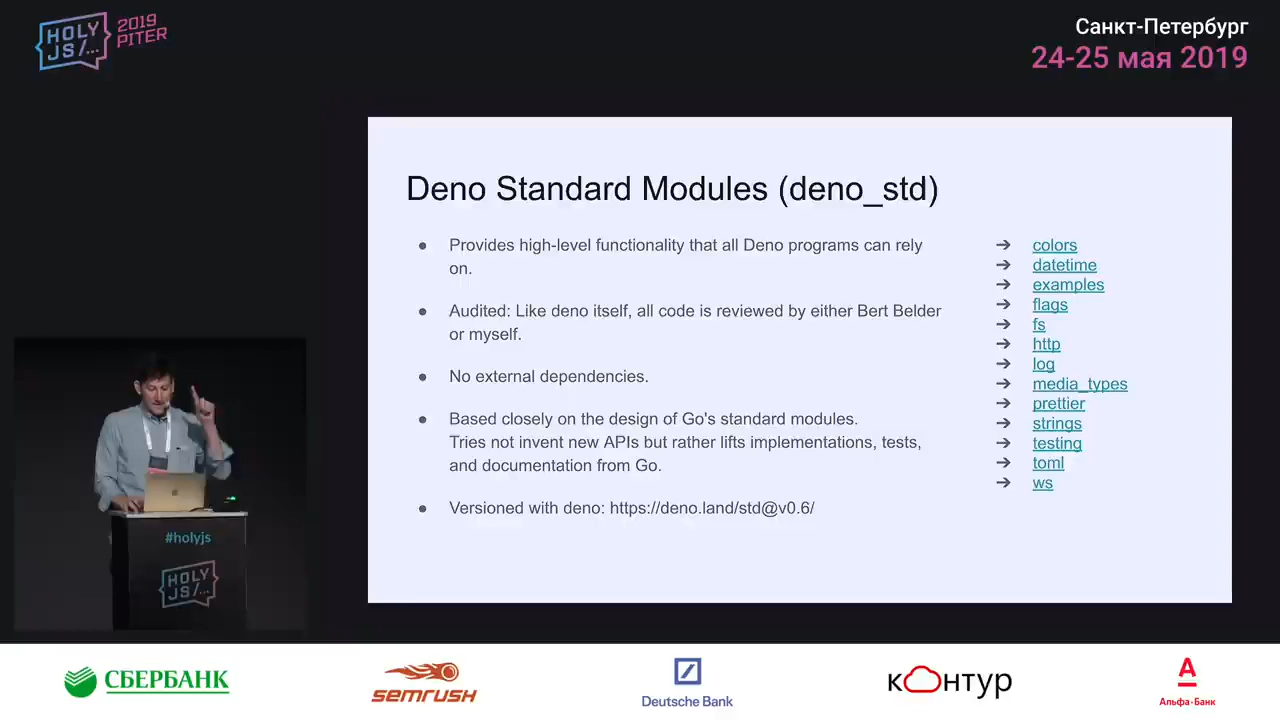 HOLY
JS/...
2019
PITER
Санкт-Петербург
24-25 мая 2019
Deno Standard Modules (deno_std)
● Provides high-level functionality that all Deno programs can rely
on.
● Audited: Like deno itself, all code is reviewed by either Bert Belder
or myself.
● No external dependencies.
● Based closely on the design of Go's standard modules.
Tries not invent new APIs but rather lifts implementations, tests,
and documentation from Go.
● Versioned with deno: https://deno.land/std@v0.6/
➔ colors
➔ datetime
➔ examples
➔ flags
➔ fs
➔ http
➔ log
➔ media_types
➔ prettier
➔ strings
➔ testing
➔ toml
➔ ws
#holyjs
HOLY
JS/...
СБЕРБАНК
semrush
Deutsche Bank
кОнтур
А
Альфа·Банк